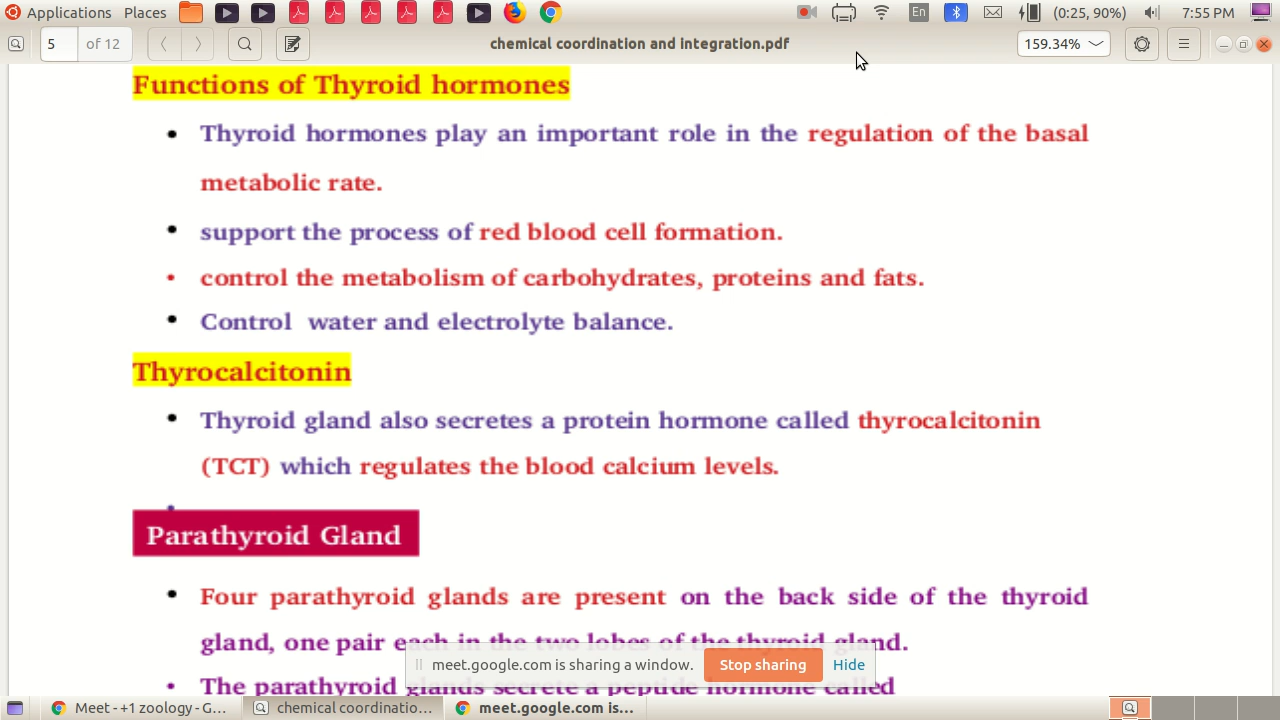 Applications Places En (0:25, 90%) 7:55 PM
5 of 12 chemical coordination and integration.pdf 159.34%
Functions of Thyroid hormones
• Thyroid hormones play an important role in the regulation of the basal
metabolic rate.
• support the process of red blood cell formation.
• control the metabolism of carbohydrates, proteins and fats.
• Control water and electrolyte balance.
Thyrocalcitonin
• Thyroid gland also secretes a protein hormone called thyrocalcitonin
(TCT) which regulates the blood calcium levels.
Parathyroid Gland
• Four parathyroid glands are present on the back side of the thyroid
gland, one pair each in the two lobes of the thyroid gland.
meet.google.com is sharing a window. Stop sharing Hide
• The parathyroid glands secrete a peptide hormone called
Meet - +1 zoology - G... chemical coordinatio... meet.google.com is...